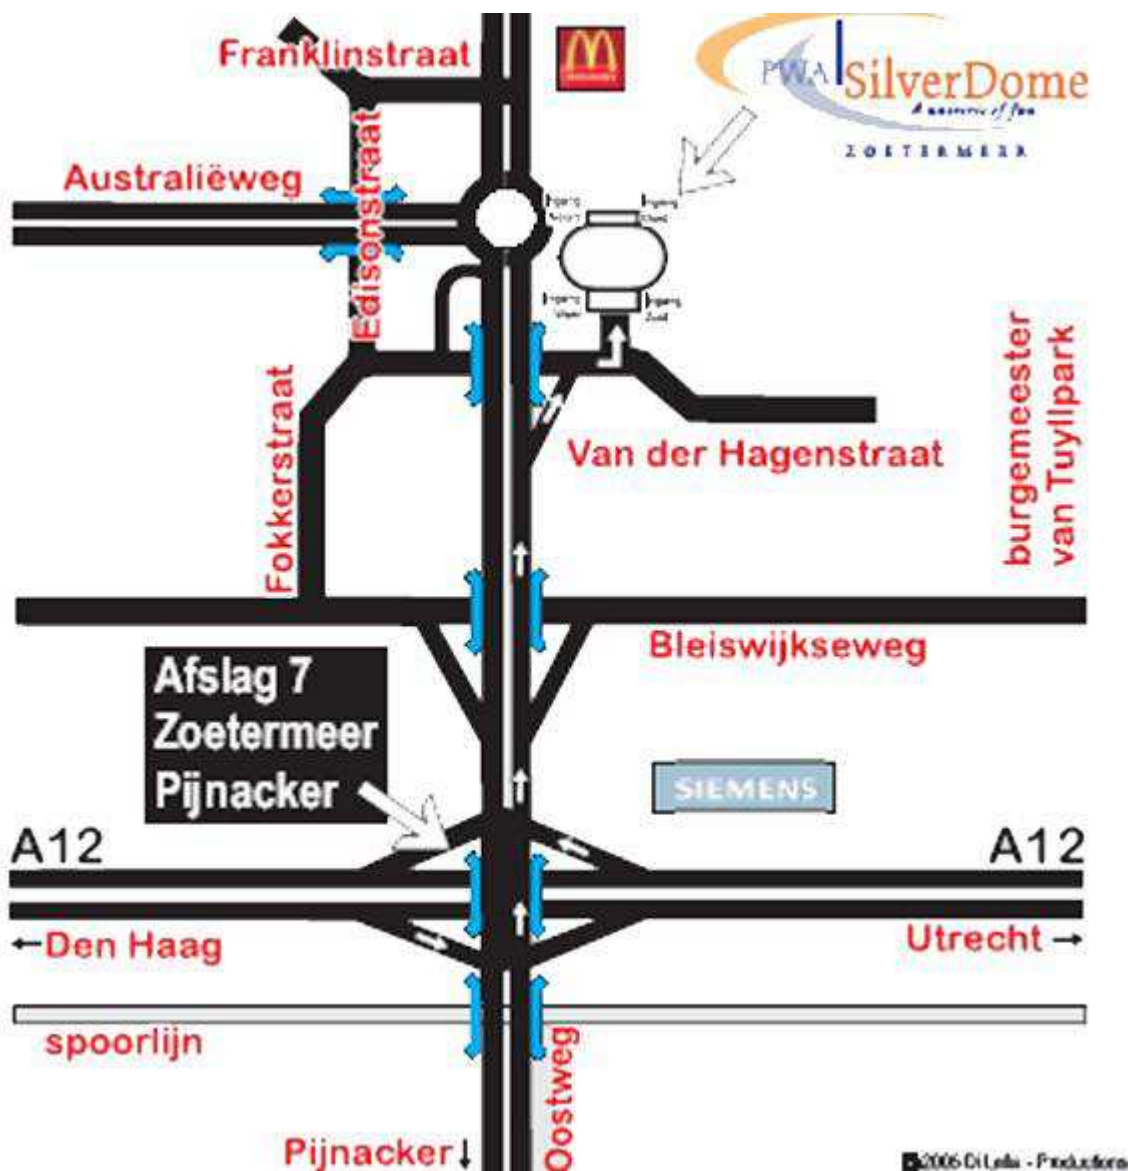 Franklinstraat
PWA SilverDome
ZOETERMEER
Australiëweg
Edisonstraat
Van der Hagenstraat
burgemeester
van Tuyllpark
Fokkerstraat
Bleiswijkseweg
Afslag 7
Zoetermeer
Pijnacker
SIEMENS
A12
A12
←Den Haag
Utrecht→
spoorlijn
Oostweg
Pijnacker↓